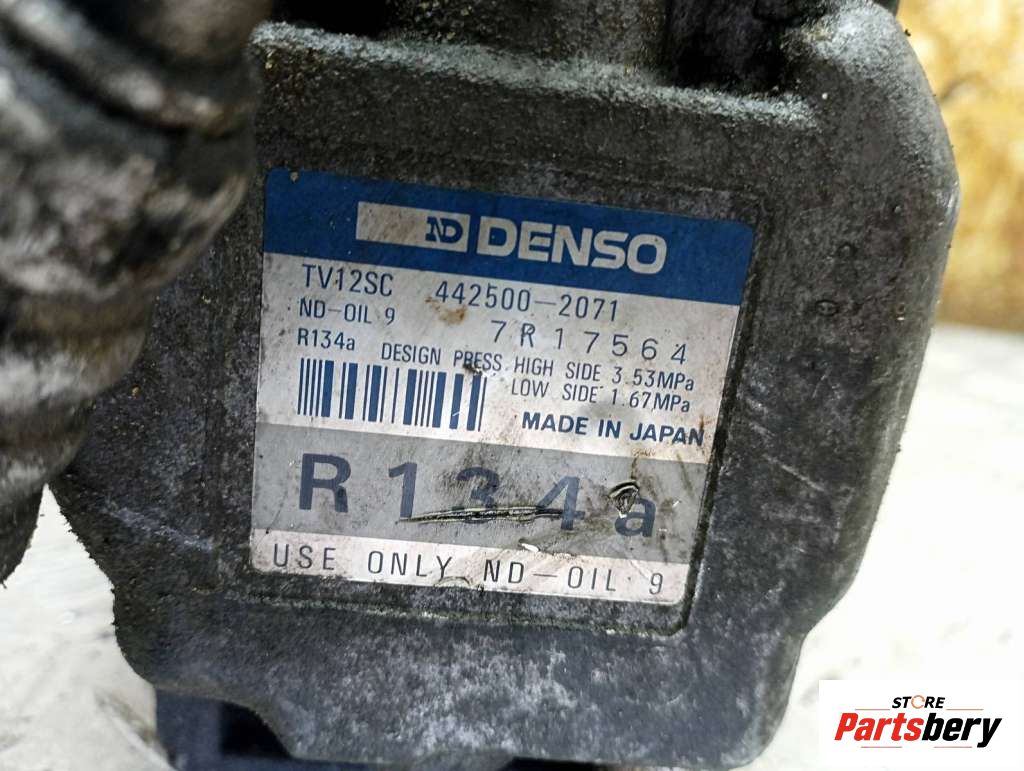 ND DENSO
TV12SC 442500-2071
ND-OIL 9 7R17564
R134a DESIGN PRESS. HIGH SIDE 3.53MPa
LOW SIDE 1.67MPa
MADE IN JAPAN
R134a
USE ONLY ND-OIL 9
STORE
Partsbery